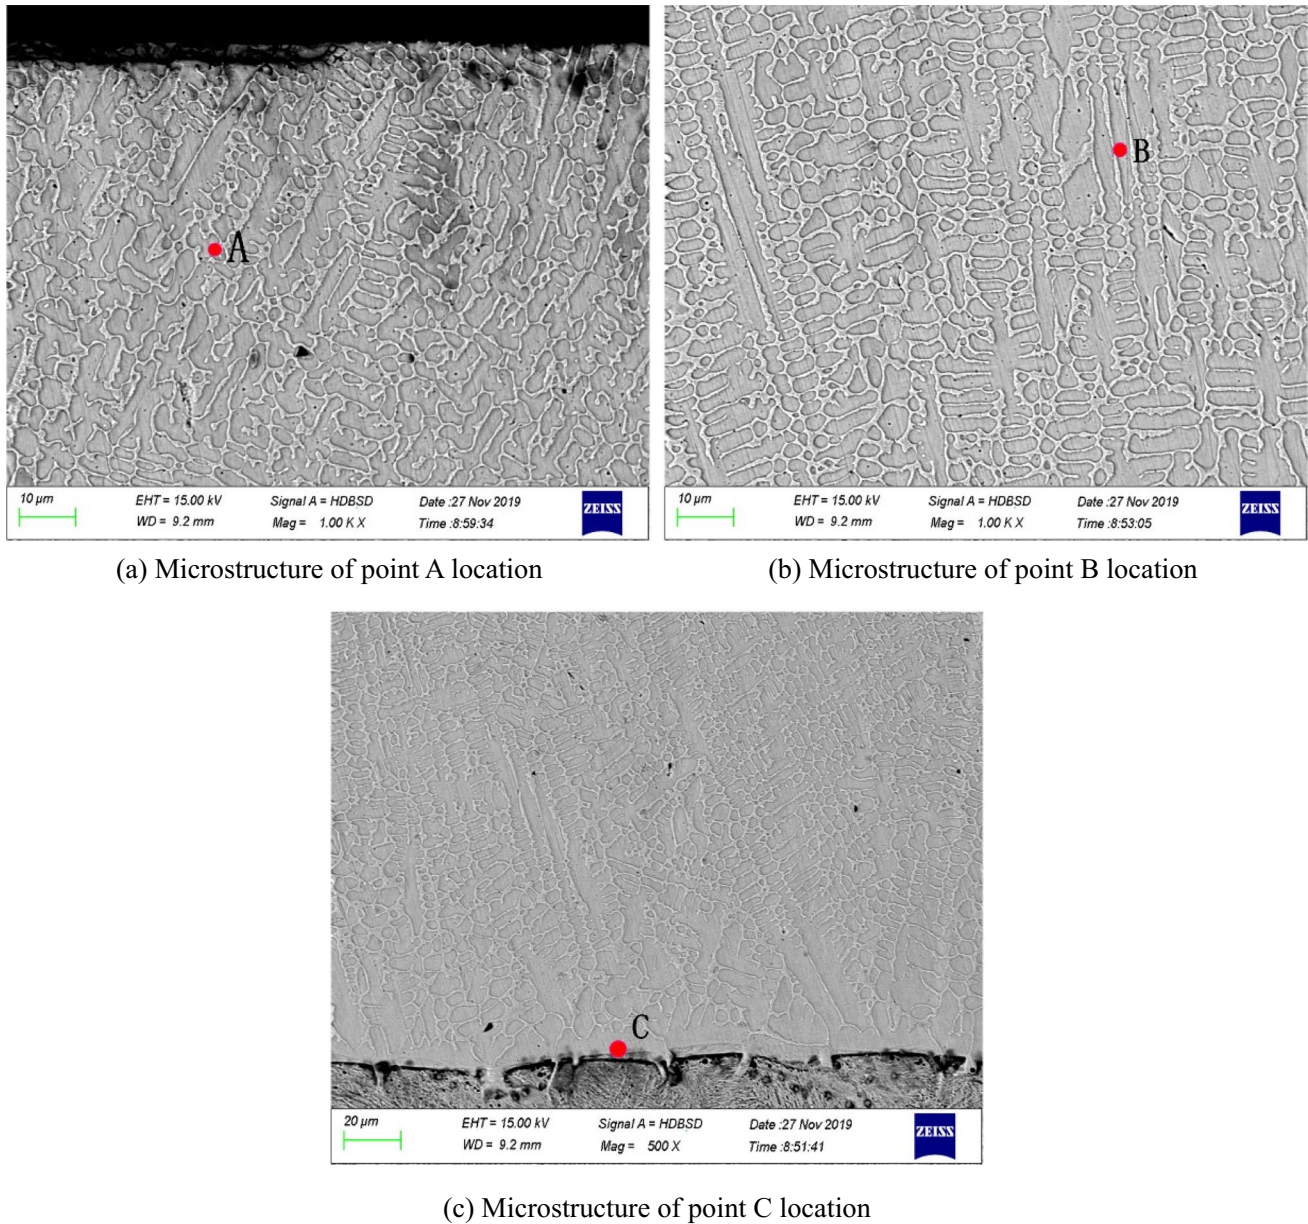 A
10 µm EHT = 15.00 kV Signal A = HDBSD Date :27 Nov 2019
WD = 9.2 mm Mag = 1.00 K X Time :8:59:34
ZEISS
(a) Microstructure of point A location
B
10 µm EHT = 15.00 kV Signal A = HDBSD Date :27 Nov 2019
WD = 9.2 mm Mag = 1.00 K X Time :8:53:05
ZEISS
(b) Microstructure of point B location
C
20 µm EHT = 15.00 kV Signal A = HDBSD Date :27 Nov 2019
WD = 9.2 mm Mag = 500 X Time :8:51:41
ZEISS
(c) Microstructure of point C location